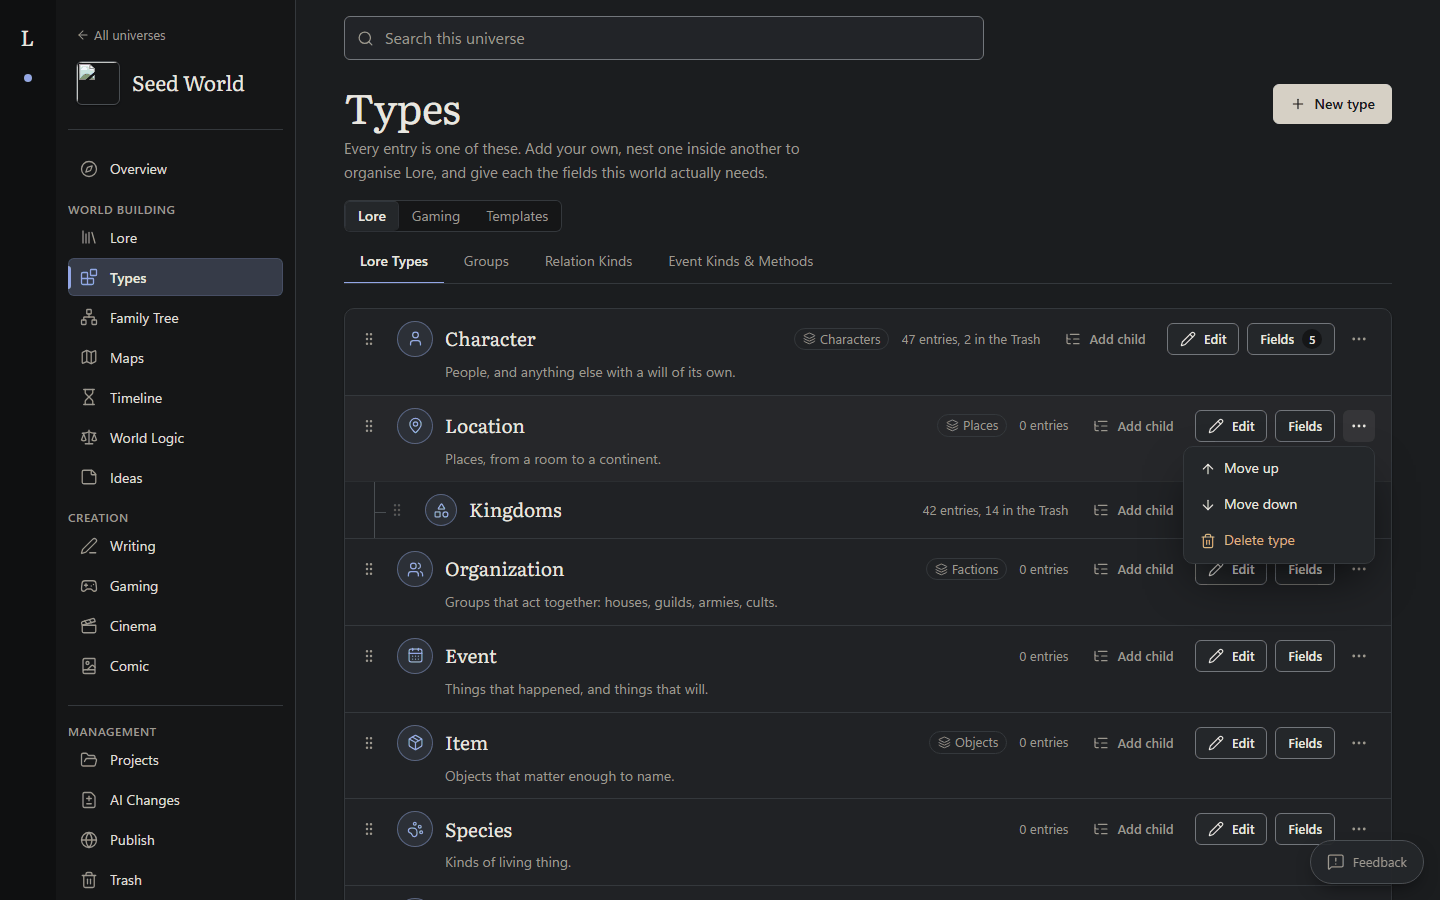 L
All universes
Seed World
Overview
WORLD BUILDING
Lore
Types
Family Tree
Maps
Timeline
World Logic
Ideas
CREATION
Writing
Gaming
Cinema
Comic
MANAGEMENT
Projects
AI Changes
Publish
Trash
Search this universe
Types
New type
Every entry is one of these. Add your own, nest one inside another to
organise Lore, and give each the fields this world actually needs.
Lore Gaming Templates
Lore Types Groups Relation Kinds Event Kinds & Methods
Character Characters 47 entries, 2 in the Trash Add child Edit Fields 5
People, and anything else with a will of its own.
Location Places 0 entries Add child Edit Fields
Places, from a room to a continent.
Move up
Kingdoms 42 entries, 14 in the Trash Add child
Move down
Delete type
Organization Factions 0 entries Add child Edit Fields
Groups that act together: houses, guilds, armies, cults.
Event 0 entries Add child Edit Fields
Things that happened, and things that will.
Item Objects 0 entries Add child Edit Fields
Objects that matter enough to name.
Species 0 entries Add child Edit Fields
Kinds of living thing.
Feedback